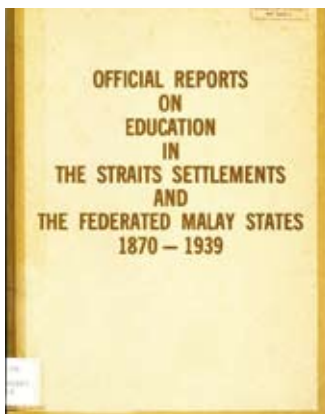 OFFICIAL REPORTS
ON
EDUCATION
IN
THE STRAITS SETTLEMENTS
AND
THE FEDERATED MALAY STATES
1870 — 1939